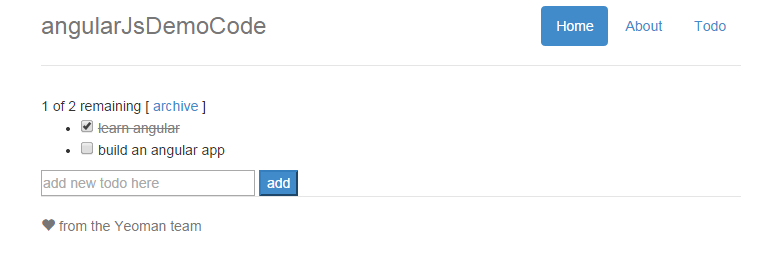 angularJsDemoCode
Home About Todo
1 of 2 remaining [ archive ]
learn angular
build an angular app
add new todo here add
♥ from the Yeoman team